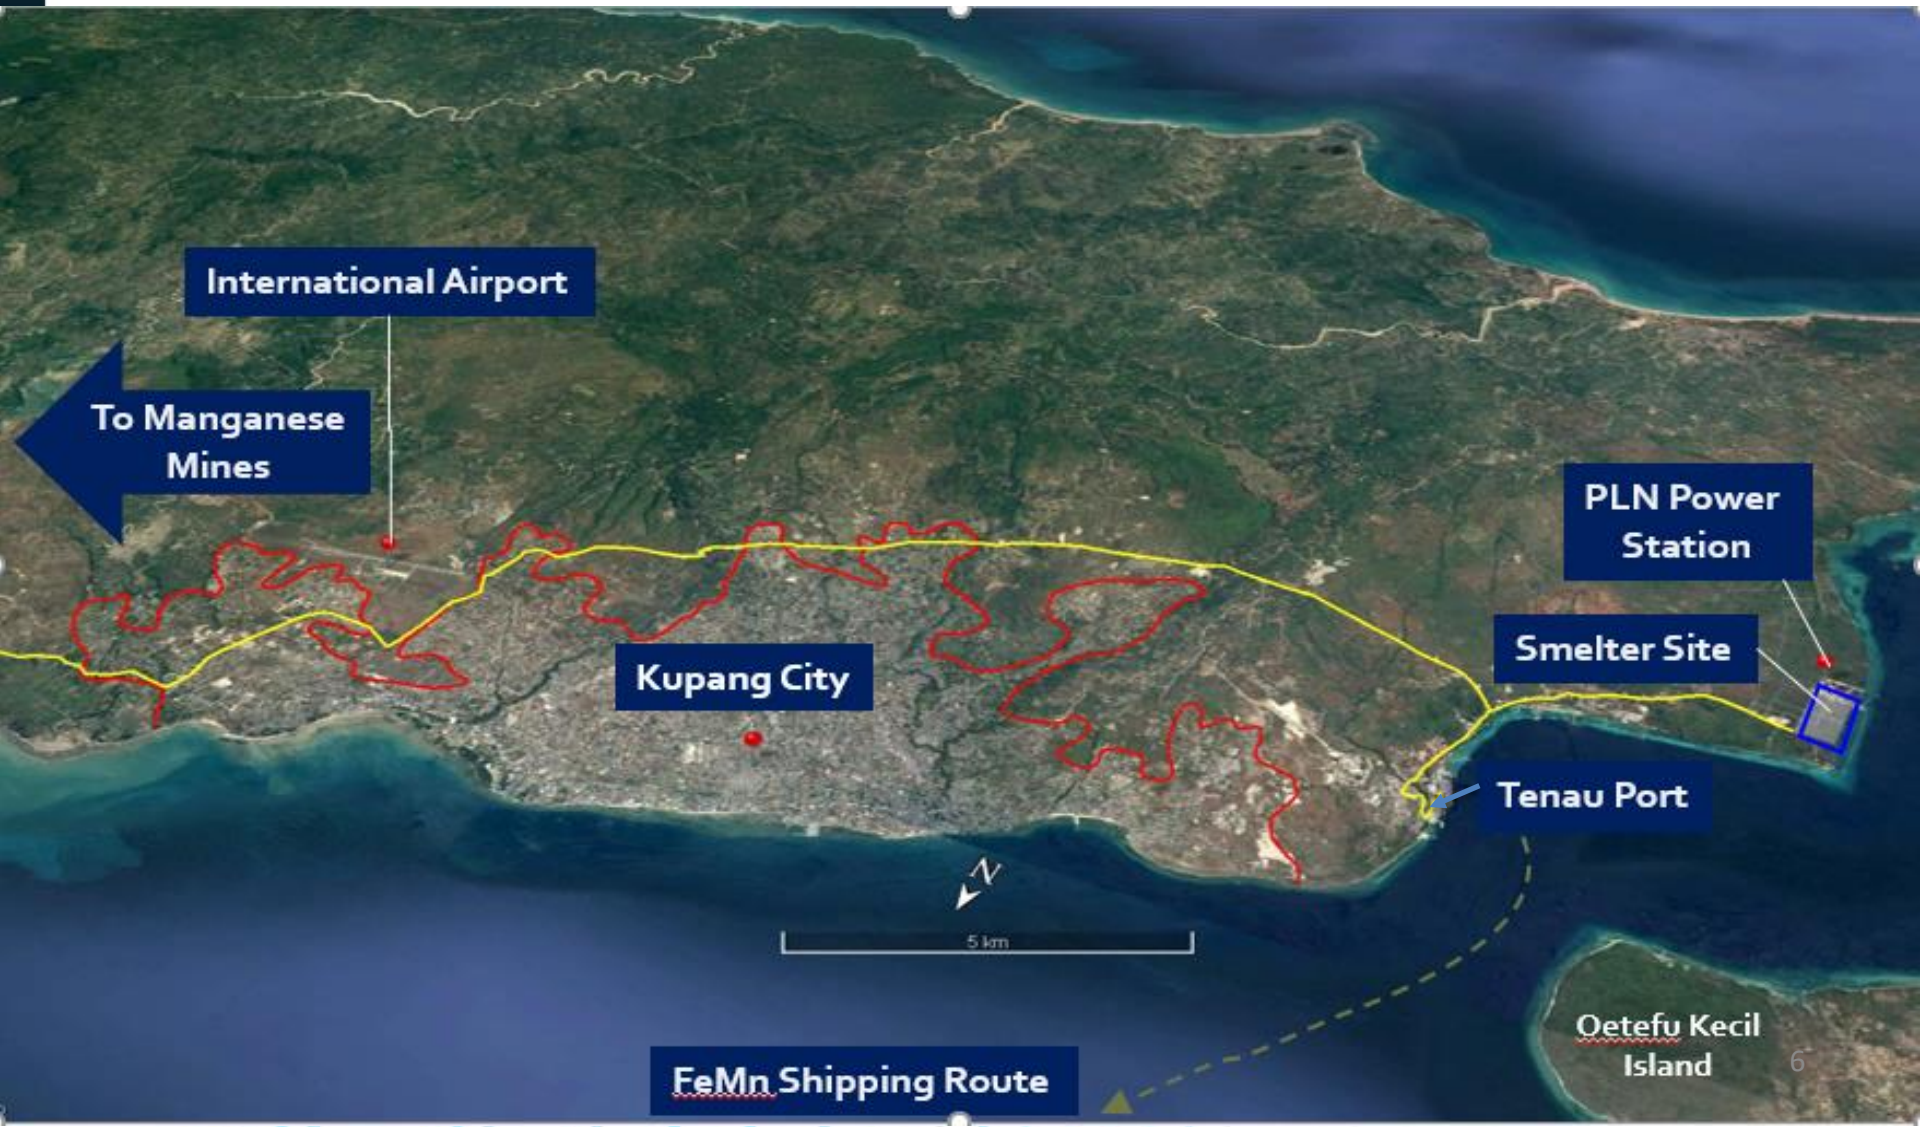 International Airport
To Manganese
Mines
PLN Power
Station
Smelter Site
Kupang City
Tenau Port
N
5 km
Oetefu Kecil
Island
6
FeMn Shipping Route